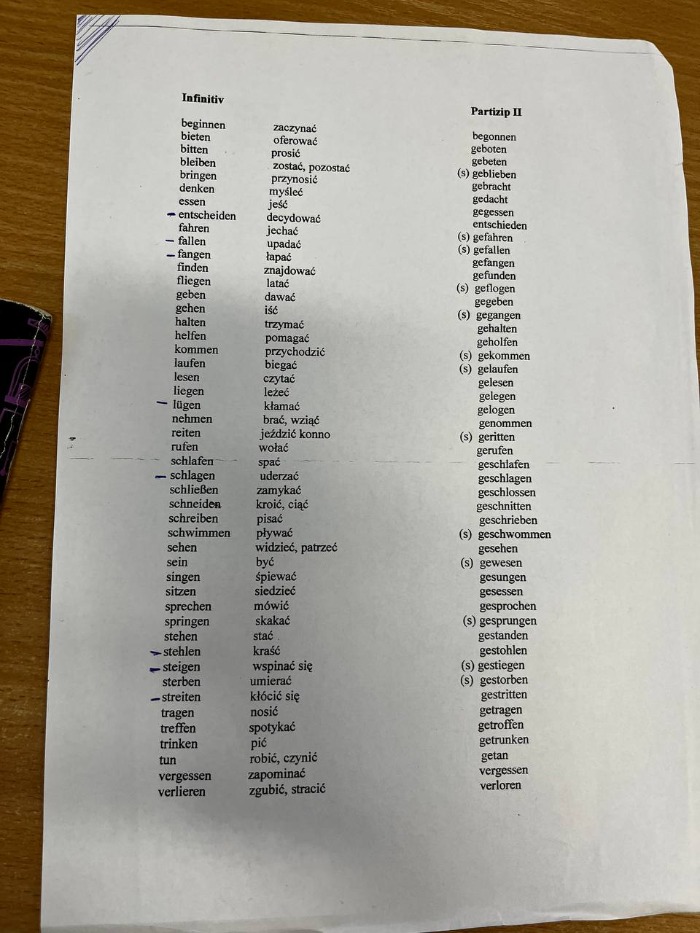 Infinitiv Partizip II
beginnen zaczynać begonnen
bieten oferować geboten
bitten prosić gebeten
bleiben zostać, pozostać (s) geblieben
bringen przynosić gebracht
denken myśleć gedacht
essen jeść gegessen
entscheiden decydować entschieden
fahren jechać (s) gefahren
fallen upadać (s) gefallen
fangen łapać gefangen
finden znajdować gefunden
fliegen latać (s) geflogen
geben dawać gegeben
gehen iść (s) gegangen
halten trzymać gehalten
helfen pomagać geholfen
kommen przychodzić (s) gekommen
laufen biegać (s) gelaufen
lesen czytać gelesen
liegen leżeć gelegen
lügen kłamać gelogen
nehmen brać, wziąć genommen
reiten jeździć konno (s) geritten
rufen wołać gerufen
schlafen spać geschlafen
schlagen uderzać geschlagen
schließen zamykać geschlossen
schneiden kroić, ciąć geschnitten
schreiben pisać geschrieben
schwimmen pływać (s) geschwommen
sehen widzieć, patrzeć gesehen
sein być (s) gewesen
singen śpiewać gesungen
sitzen siedzieć gesessen
sprechen mówić gesprochen
springen skakać (s) gesprungen
stehen stać gestanden
stehlen kraść gestohlen
steigen wspinać się (s) gestiegen
sterben umierać (s) gestorben
streiten kłócić się gestritten
tragen nosić getragen
treffen spotykać getroffen
trinken pić getrunken
tun robić, czynić getan
vergessen zapominać vergessen
verlieren zgubić, stracić verloren